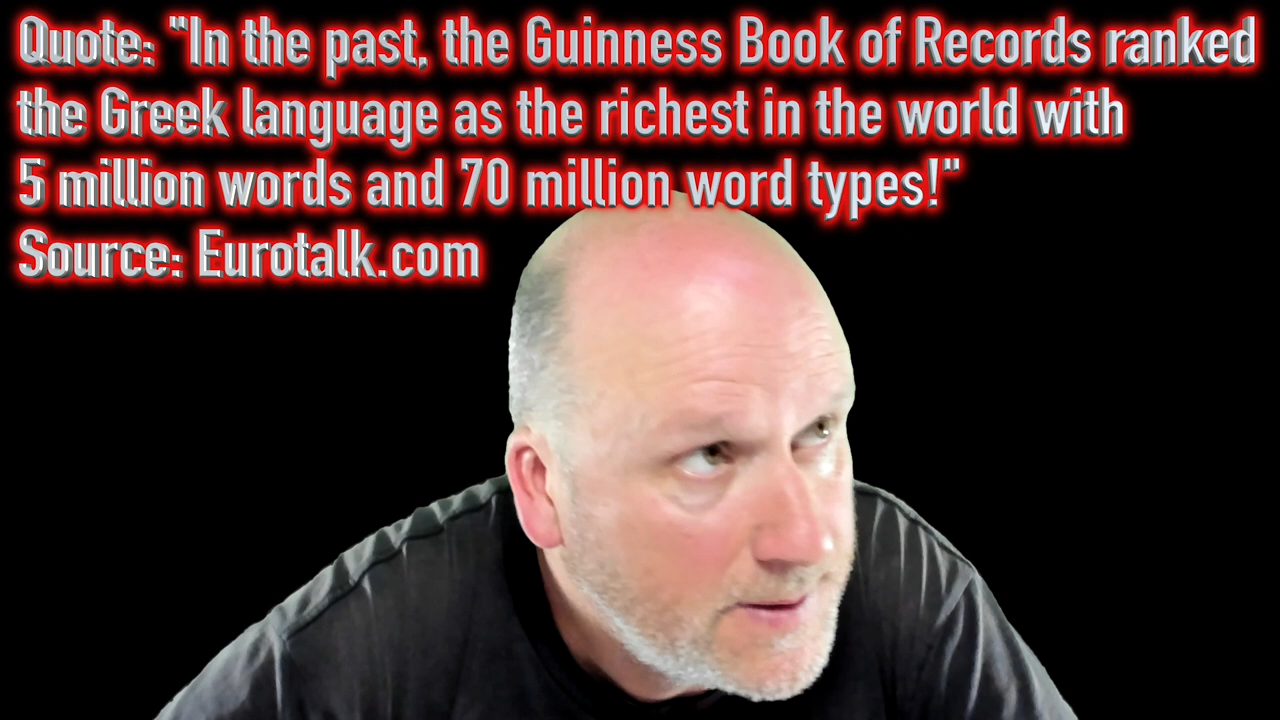 Quote: "In the past, the Guinness Book of Records ranked
the Greek language as the richest in the world with
5 million words and 70 million word types!"
Source: Eurotalk.com